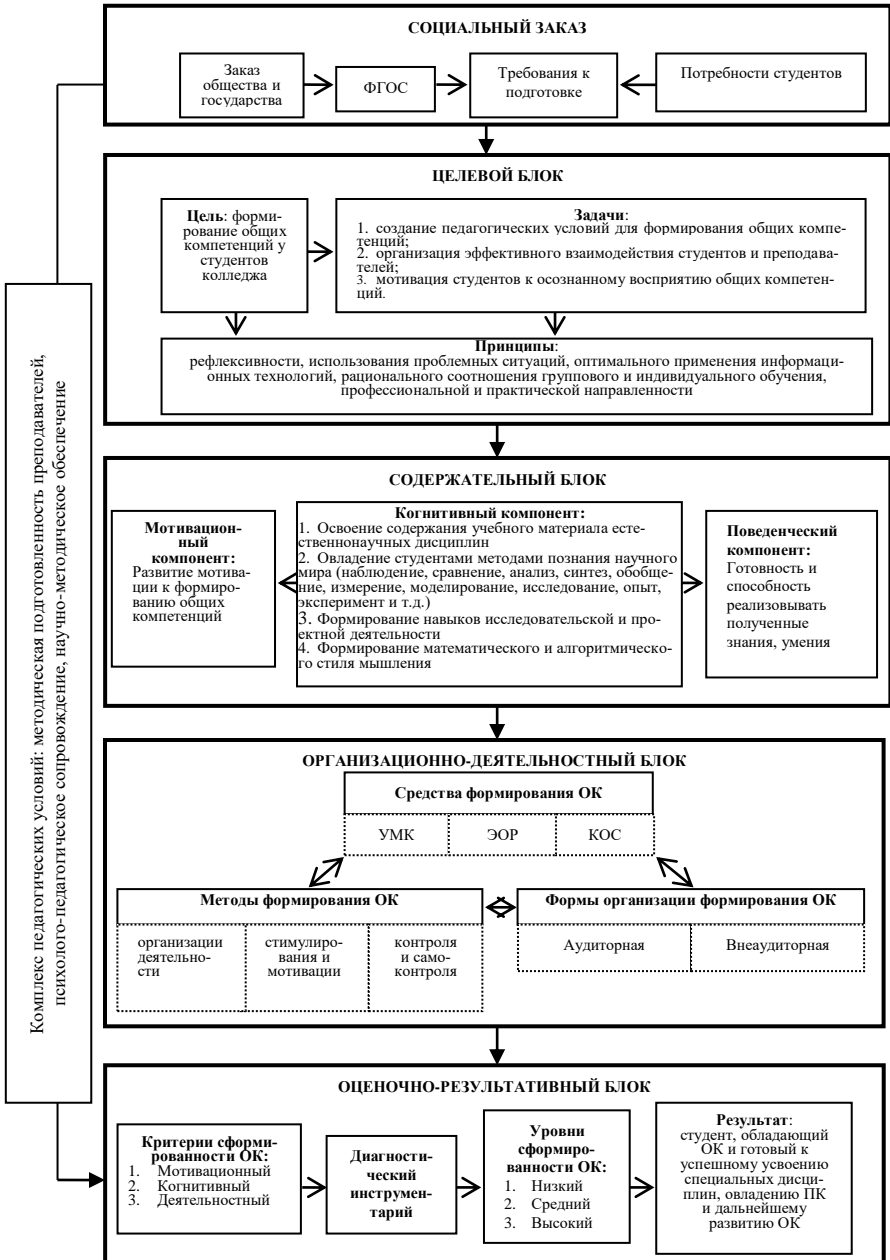 СОЦИАЛЬНЫЙ ЗАКАЗ
Заказ
общества и
государства
ФГОС
Требования к
подготовке
Потребности студентов
ЦЕЛЕВОЙ БЛОК
Цель: форми-
рование общих
компетенций у
студентов
колледжа
Задачи:
1. создание педагогических условий для формирования общих компе-
тенций;
2. организация эффективного взаимодействия студентов и преподава-
телей;
3. мотивация студентов к осознанному восприятию общих компетен-
ций.
Принципы:
рефлексивности, использования проблемных ситуаций, оптимального применения информаци-
онных технологий, рационального соотношения группового и индивидуального обучения,
профессиональной и практической направленности
Комплекс педагогических условий: методическая подготовленность преподавателей,
психолого-педагогическое сопровождение, научно-методическое обеспечение
СОДЕРЖАТЕЛЬНЫЙ БЛОК
Мотивацион-
ный
компонент:
Развитие мотива-
ции к формирова-
нию общих
компетенций
Когнитивный компонент:
1. Освоение содержания учебного материала есте-
ственнонаучных дисциплин
2. Овладение студентами методами познания научного
мира (наблюдение, сравнение, анализ, синтез, обобще-
ние, измерение, моделирование, исследование, опыт,
эксперимент и т.д.)
3. Формирование навыков исследовательской и про-
ектной деятельности
4. Формирование математического и алгоритмическо-
го стиля мышления
Поведенческий
компонент:
Готовность и
способность
реализовывать
полученные
знания, умения
ОРГАНИЗАЦИОННО-ДЕЯТЕЛЬНОСТНЫЙ БЛОК
Средства формирования ОК
УМК
ЭОР
КОС
Методы формирования ОК
организации
деятельно-
сти
стимулиро-
вания и
мотивации
контроля
и само-
контроля
Формы организации формирования ОК
Аудиторная
Внеаудиторная
ОЦЕНОЧНО-РЕЗУЛЬТАТИВНЫЙ БЛОК
Критерии сформи-
рованности ОК:
1. Мотивационный
2. Когнитивный
3. Деятельностный
Диагности-
ческий
инструмен-
тарий
Уровни
сформиро-
ванности ОК:
1. Низкий
2. Средний
3. Высокий
Результат:
студент, обладающий
ОК и готовый к
успешному усвоению
специальных дисци-
плин, овладению ПК
и дальнейшему
развитию ОК